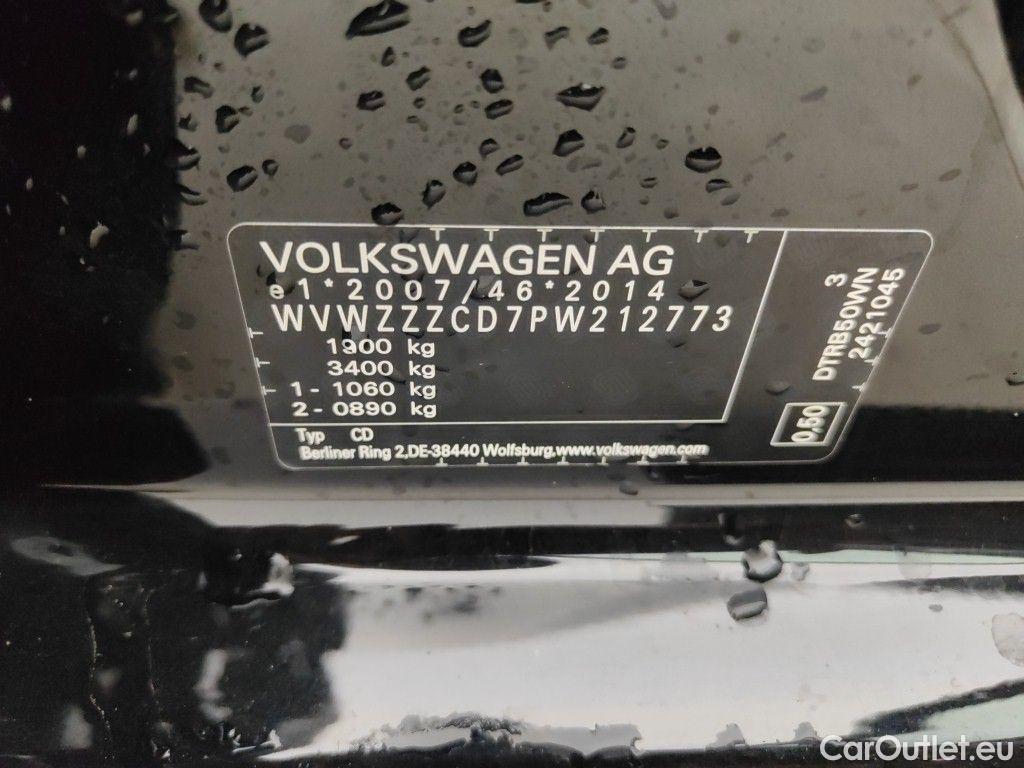 VOLKSWAGEN AG
e1*2007/46*2014
WVWZZZCD7PW212773
1900 kg
3400 kg
1 - 1060 kg
2 - 0890 kg
Typ CD
Berliner Ring 2,DE-38440 Wolfsburg,www.volkswagen.com
3
DTRB50WN
2421045
0,50
CarOutlet.eu